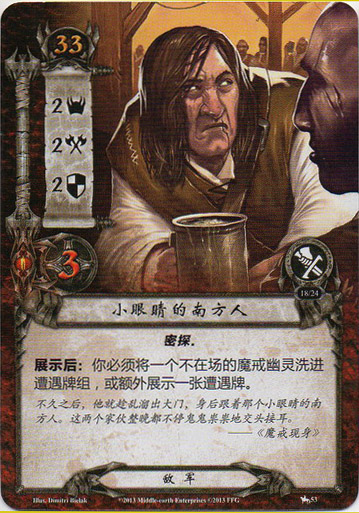 33
2
2
2
3
18/24
小眼睛的南方人
密探.
展示后：你必须将一个不在场的魔戒幽灵洗进
遭遇牌组，或额外展示一张遭遇牌。
不久之后，他就趁乱溜出大门，身后跟着那个小眼睛的南
方人。这两个家伙整晚都不停鬼鬼祟祟地交头接耳。
——《魔戒现身》
敌军
Illus. Dimitri Bielak
©2013 Middle-earth Enterprises ©2013 FFG
53